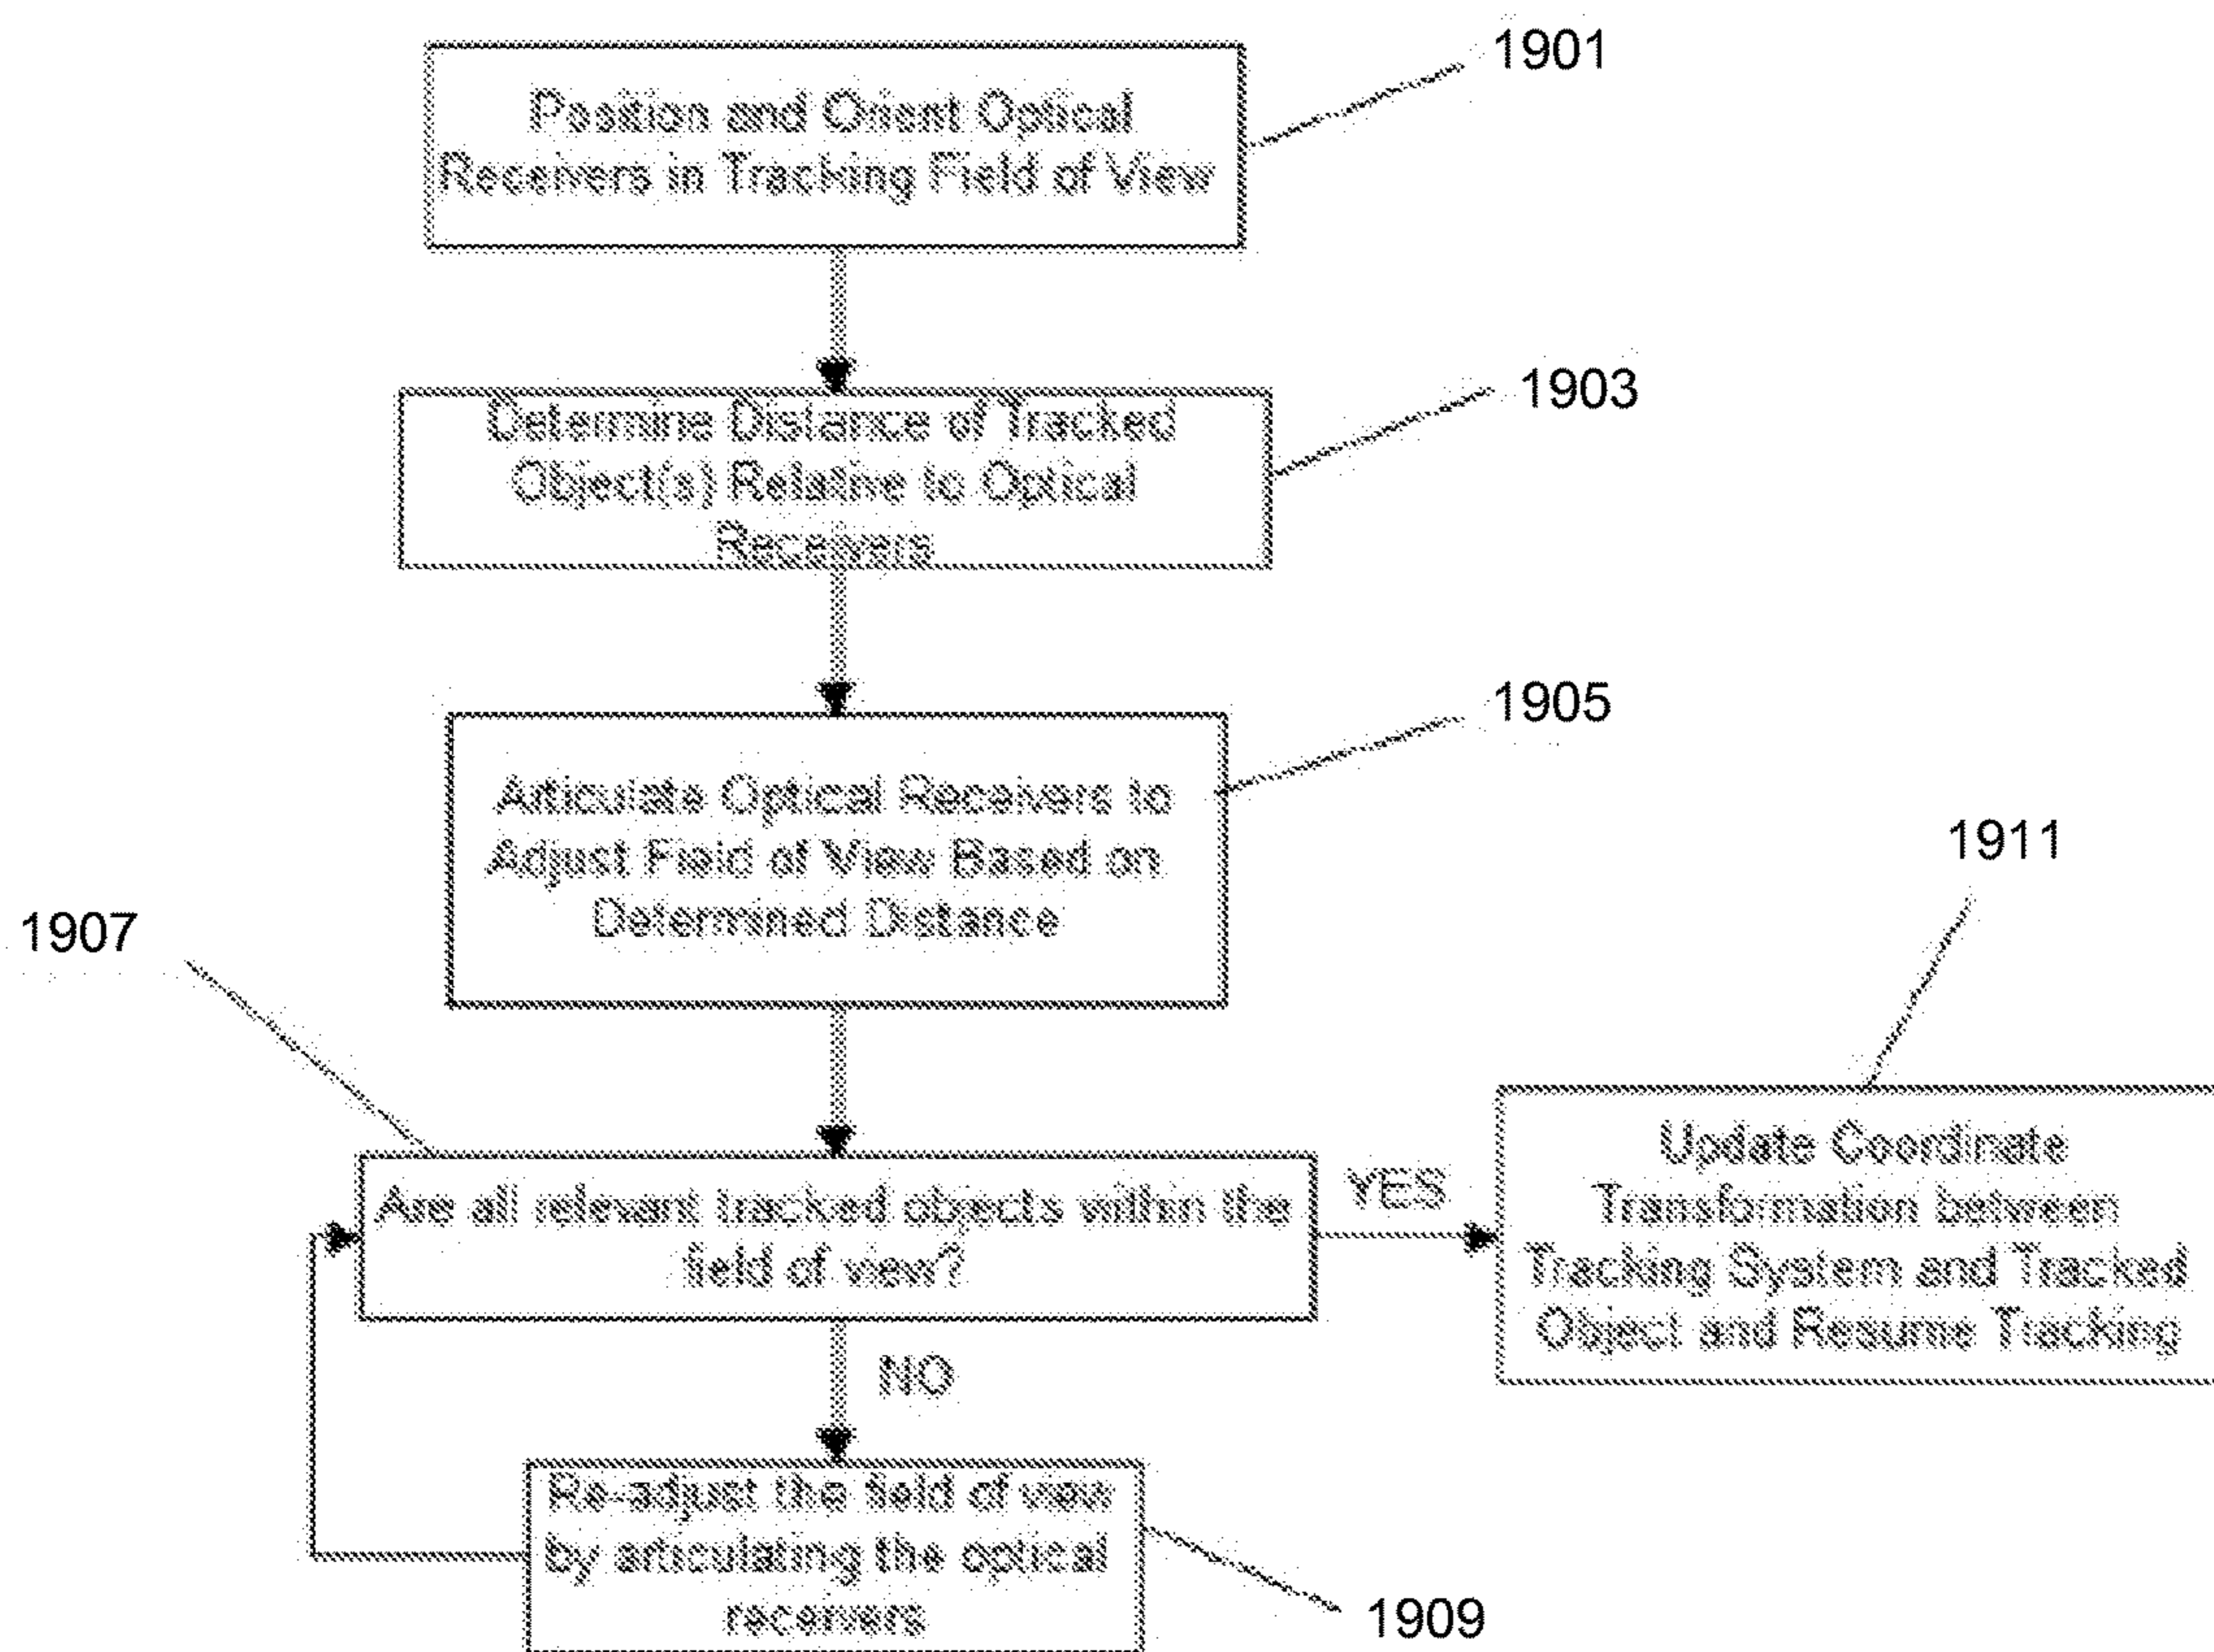 1901
Position and Orient Optical
Receivers in Tracking Field of View
1903
Determine Distance of Tracked
Object(s) Relative to Optical
Receivers
1905
Articulate Optical Receivers to
Adjust Field of View Based on
Determined Distance
1907
Are all relevant tracked objects within the
field of view?
YES
1911
Update Coordinate
Transformation between
Tracking System and Tracked
Object and Resume Tracking
NO
Re-adjust the field of view
by articulating the optical
receivers
1909